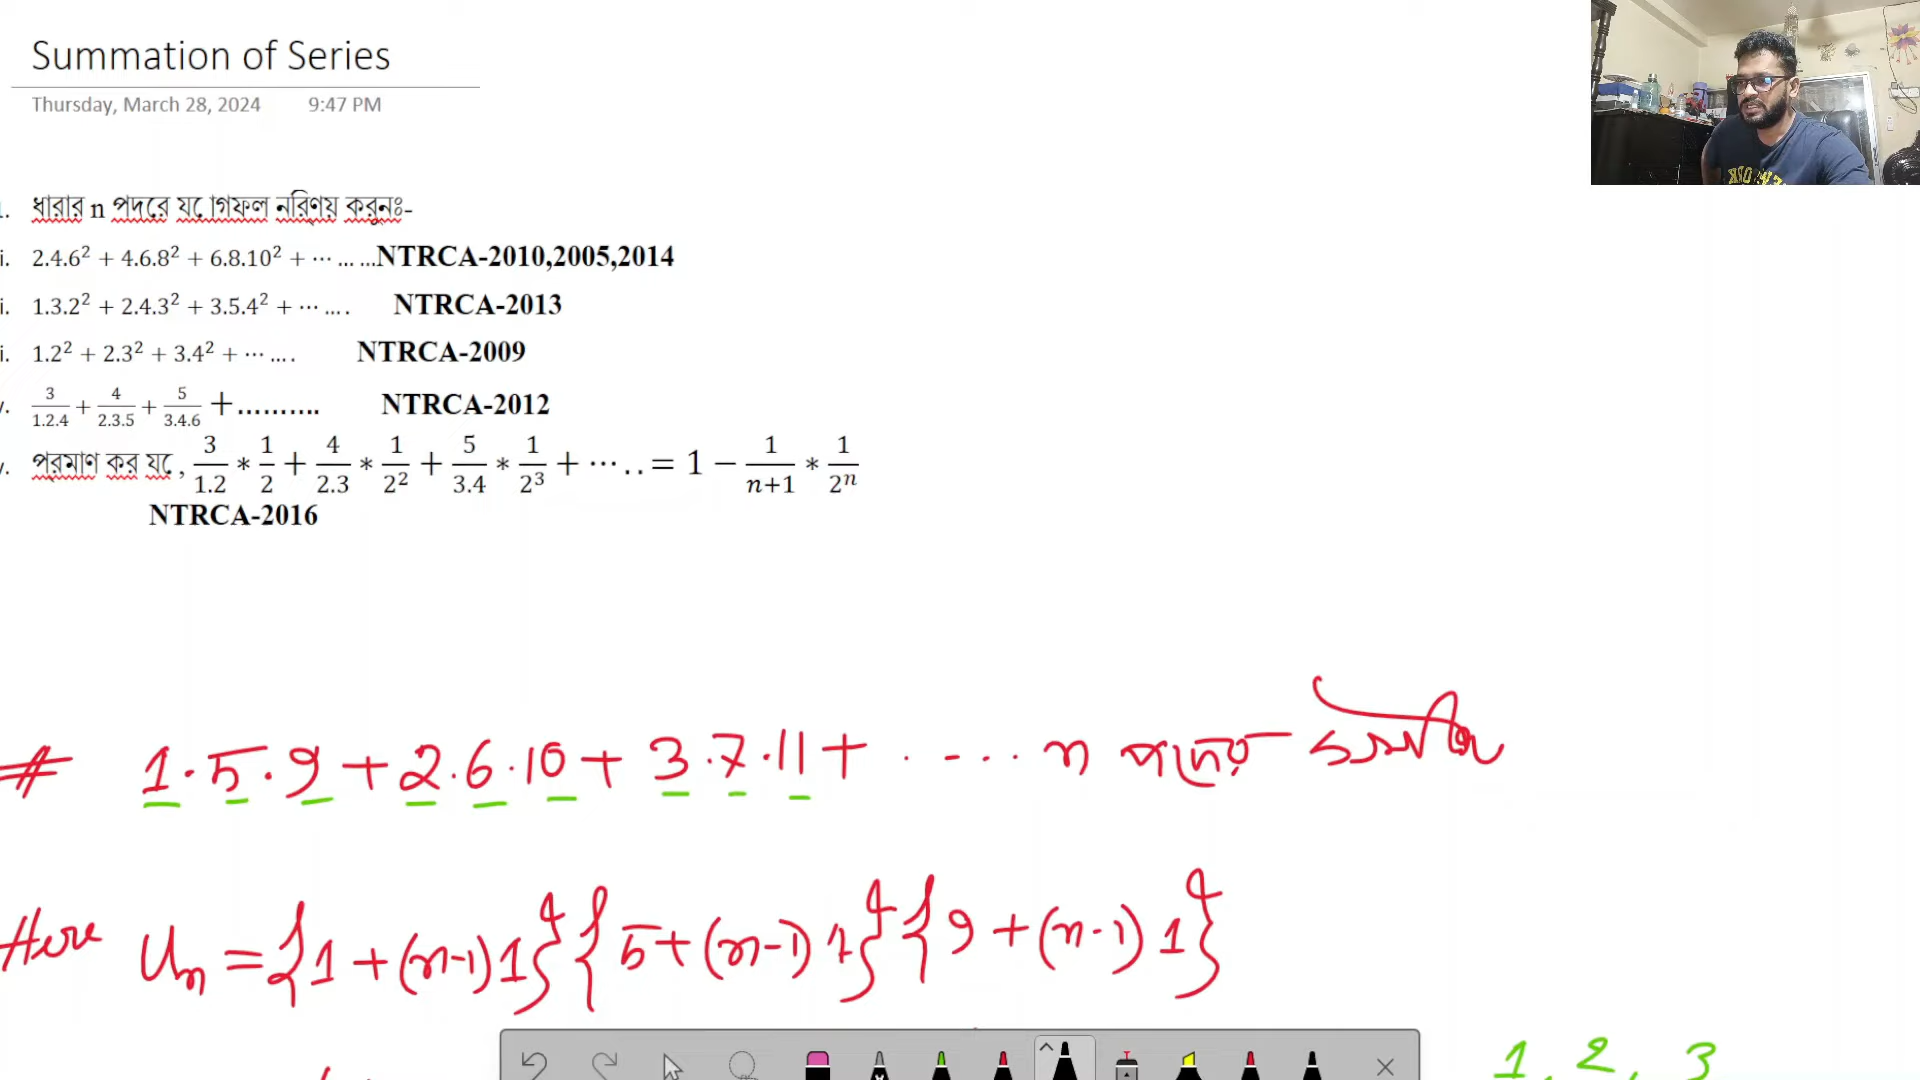 Summation of Series
Thursday, March 28, 2024 9:47 PM
ধারার n পদরে যোগফল নরিণয় করুনঃ-
i. 2.4.6² + 4.6.8² + 6.8.10² + ⋯ … …NTRCA-2010,2005,2014
i. 1.3.2² + 2.4.3² + 3.5.4² + ⋯ … . NTRCA-2013
i. 1.2² + 2.3² + 3.4² + ⋯ … . NTRCA-2009
v. 3/1.2.4 + 4/2.3.5 + 5/3.4.6 +.......... NTRCA-2012
v. প্রমাণ কর যে, 3/1.2 * 1/2 + 4/2.3 * 1/2² + 5/3.4 * 1/2³ + ⋯ . . = 1 − 1/n+1 * 1/2ⁿ
NTRCA-2016
# 1·5·9 + 2·6·10 + 3·7·11 + ····· n পদের
Here Uₙ = {1 + (n-1) 1} {5 + (n-1) 1} {9 + (n-1) 1}
1, 2, 3